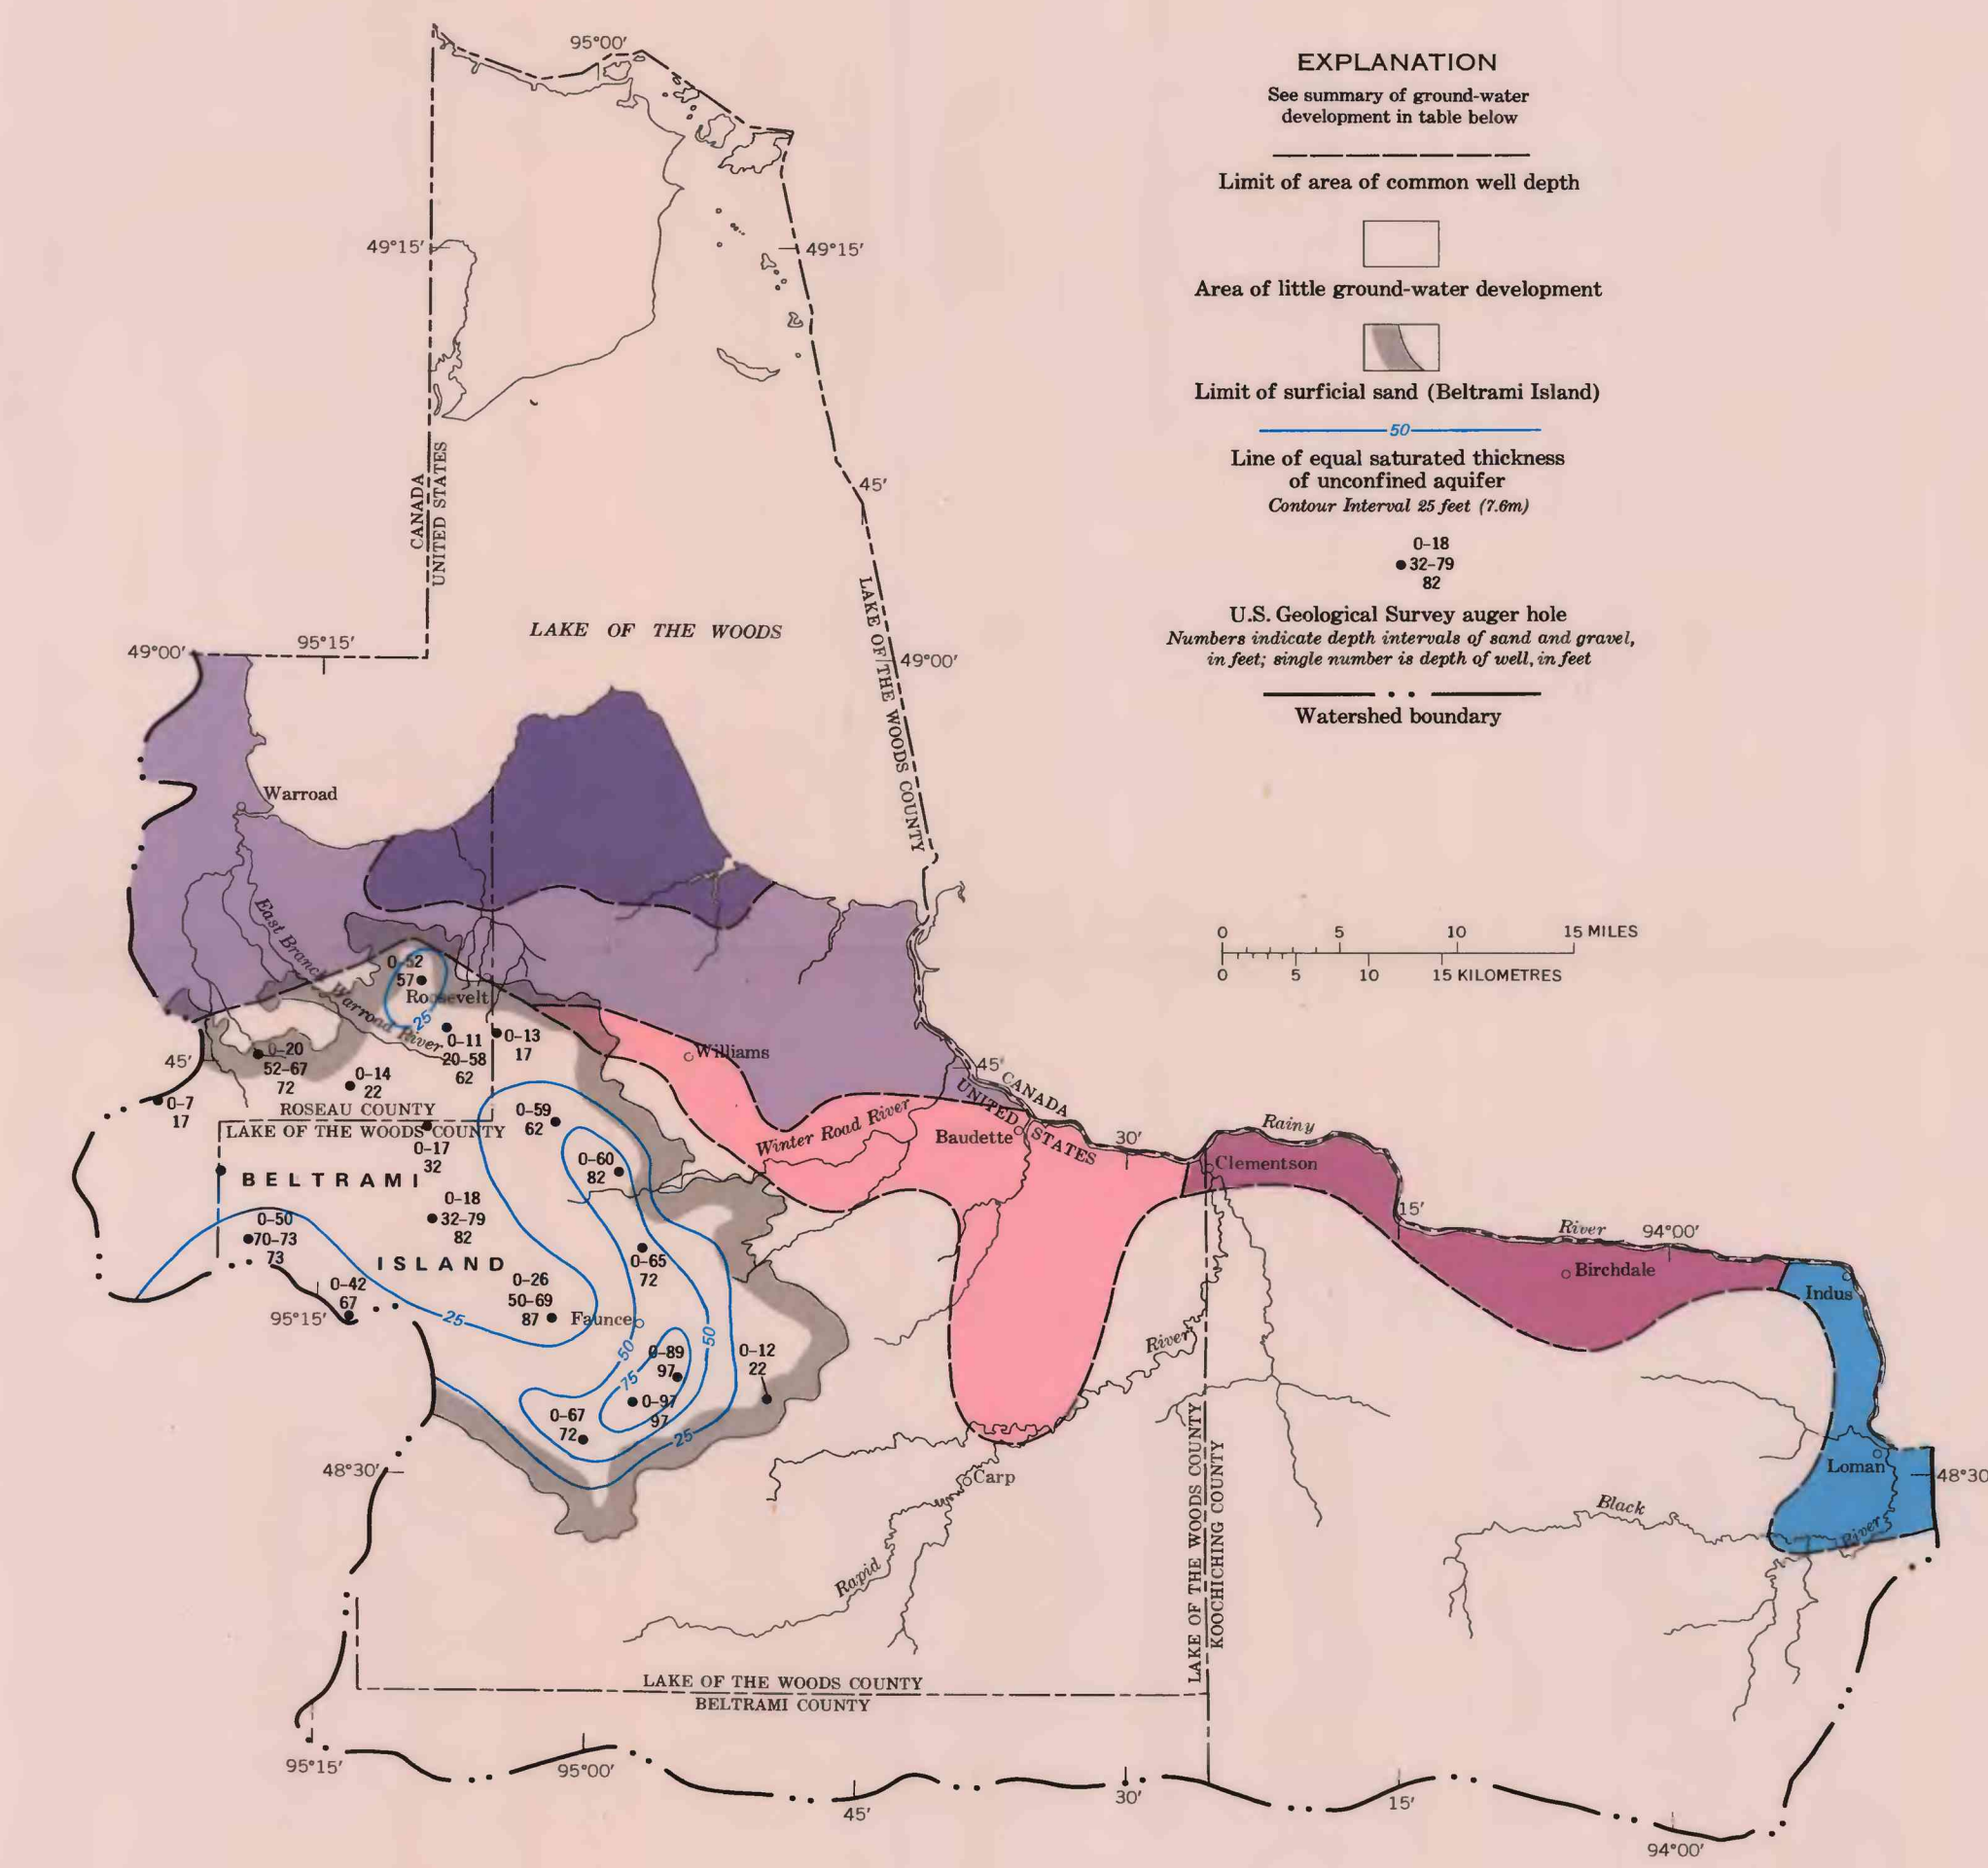 EXPLANATION
See summary of ground-water
development in table below
Limit of area of common well depth
Area of little ground-water development
Limit of surficial sand (Beltrami Island)
50
Line of equal saturated thickness
of unconfined aquifer
Contour Interval 25 feet (7.6m)
0–18
32–79
82
U.S. Geological Survey auger hole
Numbers indicate depth intervals of sand and gravel,
in feet; single number is depth of well, in feet
Watershed boundary
0 5 10 15 MILES
0 5 10 15 KILOMETRES
95°00′
49°15′
49°15′
45′
CANADA
UNITED STATES
LAKE OF THE WOODS
LAKE OF THE WOODS COUNTY
49°00′
95°15′
49°00′
Warroad
East Branch Warroad River
0–52
57
Roosevelt
25
0–11
20–58
62
0–13
17
45′
0–20
52–67
72
0–14
22
0–7
17
ROSEAU COUNTY
LAKE OF THE WOODS COUNTY
0–17
32
BELTRAMI
ISLAND
0–59
62
0–60
82
0–18
32–79
82
0–50
70–73
73
0–42
67
95°15′
25
0–26
50–69
87
Faunce
0–65
72
50
50
75
0–89
97
0–97
97
0–67
72
25
0–12
22
Williams
Winter Road River
Baudette
45′
CANADA
UNITED STATES
30′
Clementson
Rainy
River
15′
94°00′
Birchdale
Indus
Loman
48°30
Black
River
River
Rapid
Carp
48°30′
LAKE OF THE WOODS COUNTY
KOOCHICHING COUNTY
LAKE OF THE WOODS COUNTY
BELTRAMI COUNTY
95°15′
95°00′
45′
30′
15′
94°00′